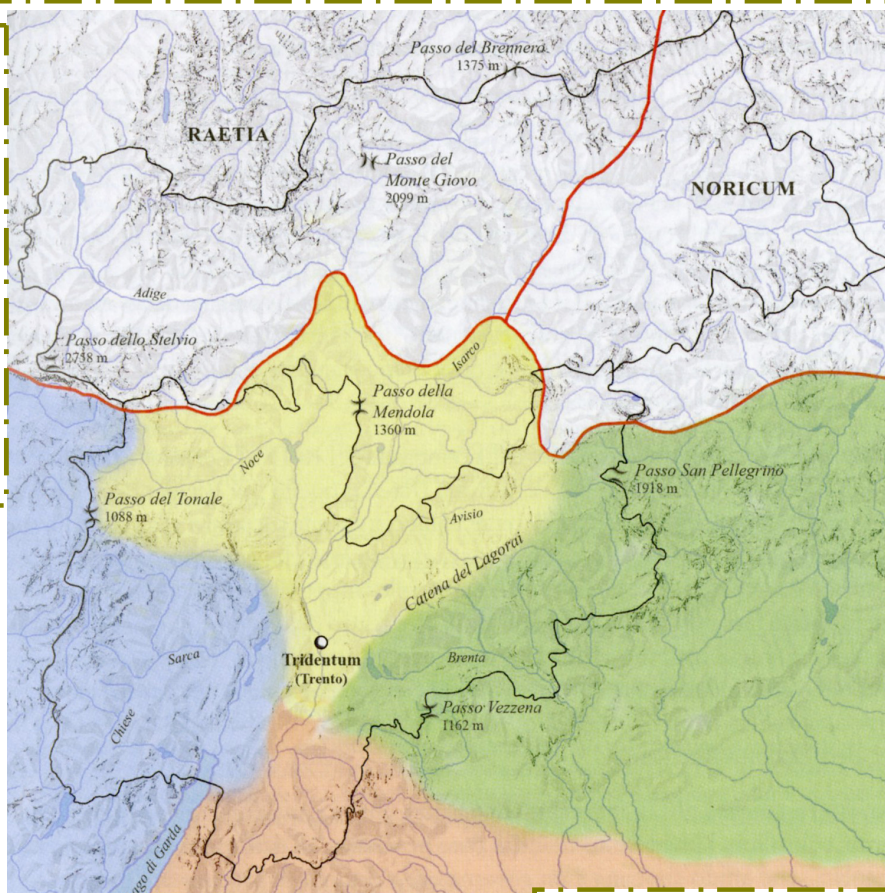 Passo del Brennero
1375 m
RAETIA
Passo del
Monte Giovo
2099 m
NORICUM
Adige
Passo dello Stelvio
2758 m
Isarco
Passo della
Mendola
1360 m
Noce
Passo San Pellegrino
1918 m
Passo del Tonale
1088 m
Avisio
Catena del Lagorai
Tridentum
(Trento)
Sarca
Brenta
Passo Vezzena
1162 m
Chiese
ago di Garda